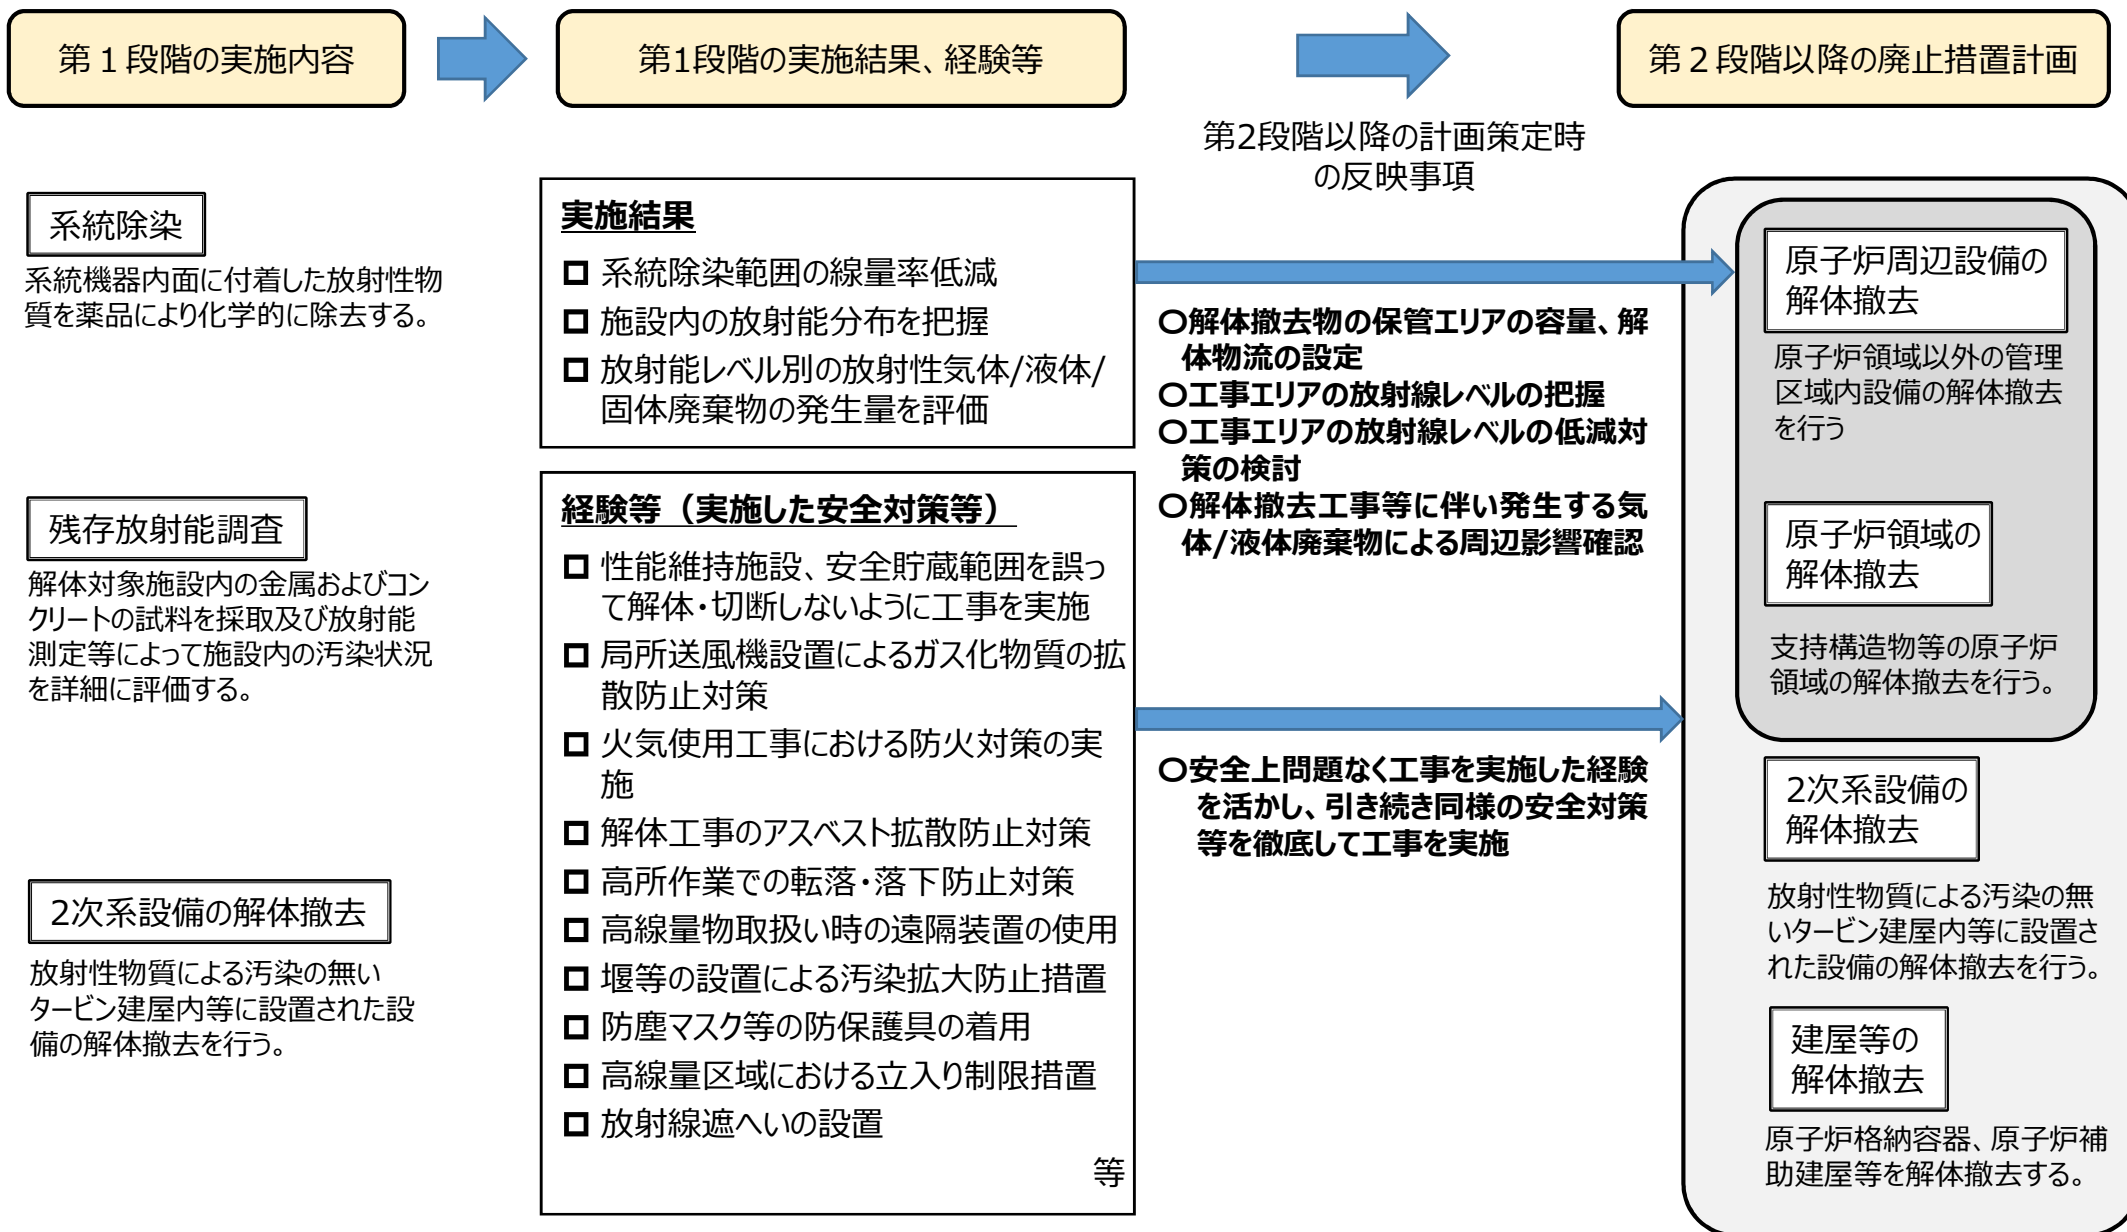 第１段階の実施内容
第1段階の実施結果、経験等
第２段階以降の廃止措置計画
第2段階以降の計画策定時
の反映事項
系統除染
系統機器内面に付着した放射性物
質を薬品により化学的に除去する。
残存放射能調査
解体対象施設内の金属およびコン
クリートの試料を採取及び放射能
測定等によって施設内の汚染状況
を詳細に評価する。
2次系設備の解体撤去
放射性物質による汚染の無い
タービン建屋内等に設置された設
備の解体撤去を行う。
実施結果
系統除染範囲の線量率低減
施設内の放射能分布を把握
放射能レベル別の放射性気体/液体/
固体廃棄物の発生量を評価
経験等（実施した安全対策等）
性能維持施設、安全貯蔵範囲を誤っ
て解体・切断しないように工事を実施
局所送風機設置によるガス化物質の拡
散防止対策
火気使用工事における防火対策の実
施
解体工事のアスベスト拡散防止対策
高所作業での転落・落下防止対策
高線量物取扱い時の遠隔装置の使用
堰等の設置による汚染拡大防止措置
防塵マスク等の防保護具の着用
高線量区域における立入り制限措置
放射線遮へいの設置
等
〇解体撤去物の保管エリアの容量、解
体物流の設定
〇工事エリアの放射線レベルの把握
〇工事エリアの放射線レベルの低減対
策の検討
〇解体撤去工事等に伴い発生する気
体/液体廃棄物による周辺影響確認
〇安全上問題なく工事を実施した経験
を活かし、引き続き同様の安全対策
等を徹底して工事を実施
原子炉周辺設備の
解体撤去
原子炉領域以外の管理
区域内設備の解体撤去
を行う
原子炉領域の
解体撤去
支持構造物等の原子炉
領域の解体撤去を行う。
2次系設備の
解体撤去
放射性物質による汚染の無
いタービン建屋内等に設置さ
れた設備の解体撤去を行う。
建屋等の
解体撤去
原子炉格納容器、原子炉補
助建屋等を解体撤去する。